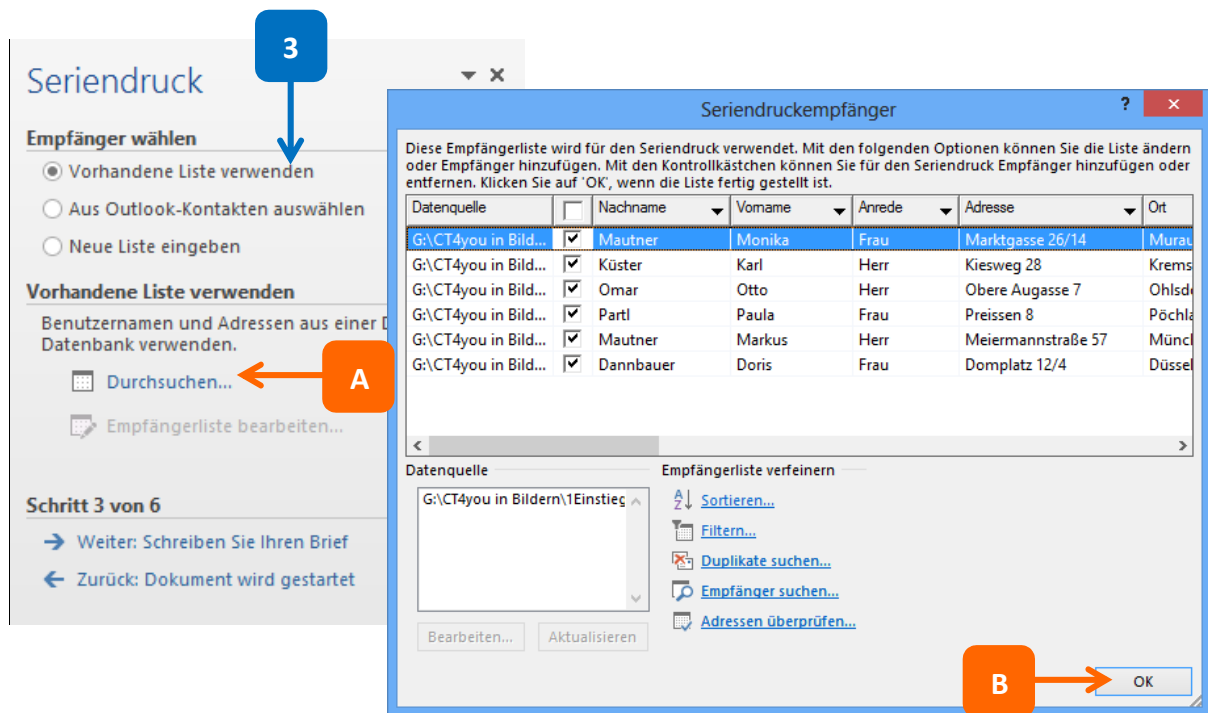 3
Seriendruck
Empfänger wählen
Vorhandene Liste verwenden
Aus Outlook-Kontakten auswählen
Neue Liste eingeben
Vorhandene Liste verwenden
Benutzernamen und Adressen aus einer
Datenbank verwenden.
Durchsuchen...
A
Empfängerliste bearbeiten...
Schritt 3 von 6
Weiter: Schreiben Sie Ihren Brief
Zurück: Dokument wird gestartet
Seriendruckempfänger ?
Diese Empfängerliste wird für den Seriendruck verwendet. Mit den folgenden Optionen können Sie die Liste ändern
oder Empfänger hinzufügen. Mit den Kontrollkästchen können Sie für den Seriendruck Empfänger hinzufügen oder
entfernen. Klicken Sie auf 'OK', wenn die Liste fertig gestellt ist.
Datenquelle Nachname Vorname Anrede Adresse Ort
G:\CT4you in Bild... Mautner Monika Frau Marktgasse 26/14 Murau
G:\CT4you in Bild... Küster Karl Herr Kiesweg 28 Krems
G:\CT4you in Bild... Omar Otto Herr Obere Augasse 7 Ohlsd
G:\CT4you in Bild... Partl Paula Frau Preissen 8 Pöchla
G:\CT4you in Bild... Mautner Markus Herr Meiermannstraße 57 Münc
G:\CT4you in Bild... Dannbauer Doris Frau Domplatz 12/4 Düssel
Datenquelle
G:\CT4you in Bildern\1Einstieg
Bearbeiten... Aktualisieren
Empfängerliste verfeinern
Sortieren...
Filtern...
Duplikate suchen...
Empfänger suchen...
Adressen überprüfen...
B
OK